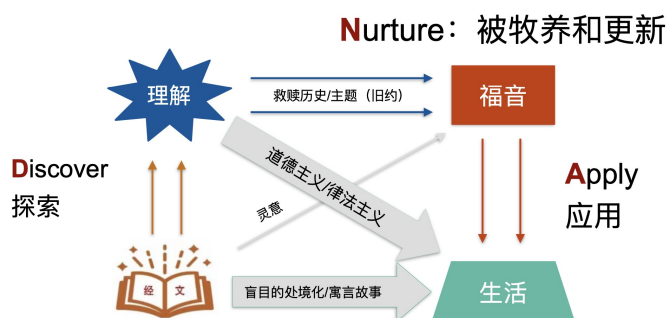 Nurture：被牧养和更新
理解
救赎历史/主题（旧约）
福音
Discover
探索
道德主义/律法主义
灵意
Apply
应用
经 文
盲目的处境化/寓言故事
生活